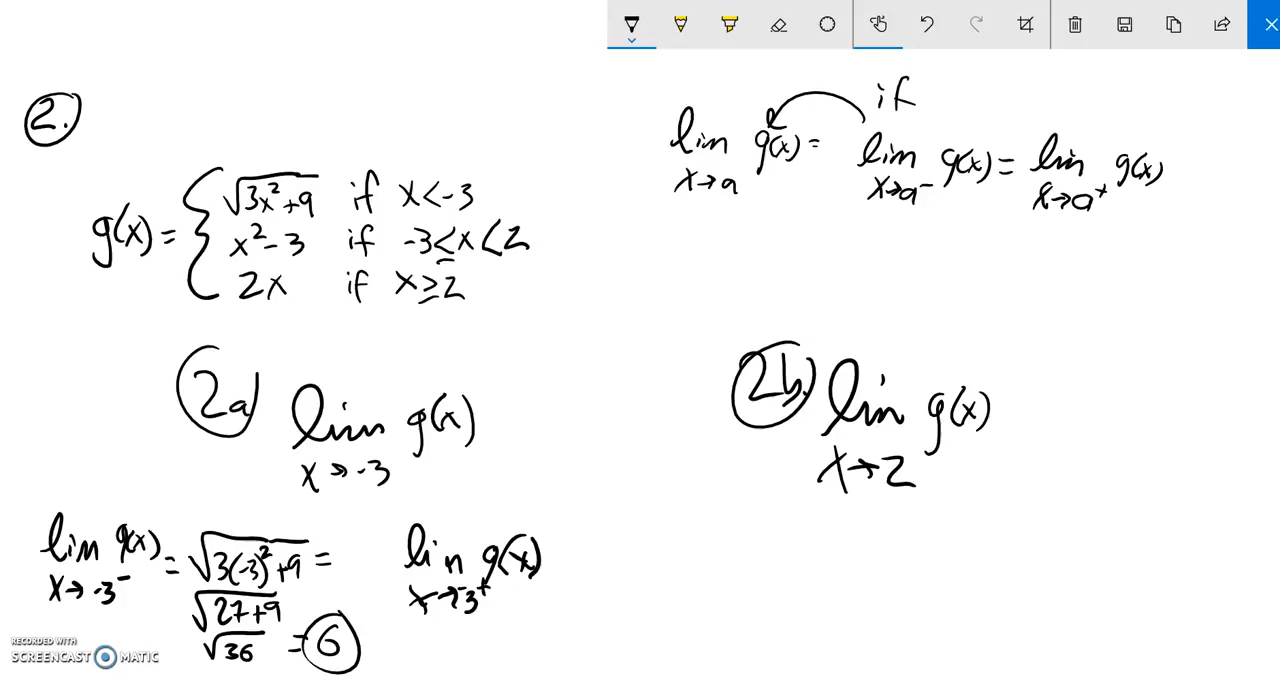 2.
g(x) = { √(3x²+9) if x < -3
x² - 3 if -3 ≤ x < 2
2x if x ≥ 2
if
lim x→a g(x) = lim x→a⁻ g(x) = lim x→a⁺ g(x)
2a) lim x→-3 g(x)
lim x→-3⁻ g(x) = √(3(-3)²+9) =
√(27+9)
√36 = 6
lim x→-3⁺ g(x)
2b. lim x→2 g(x)
RECORDED WITH
SCREENCAST MATIC